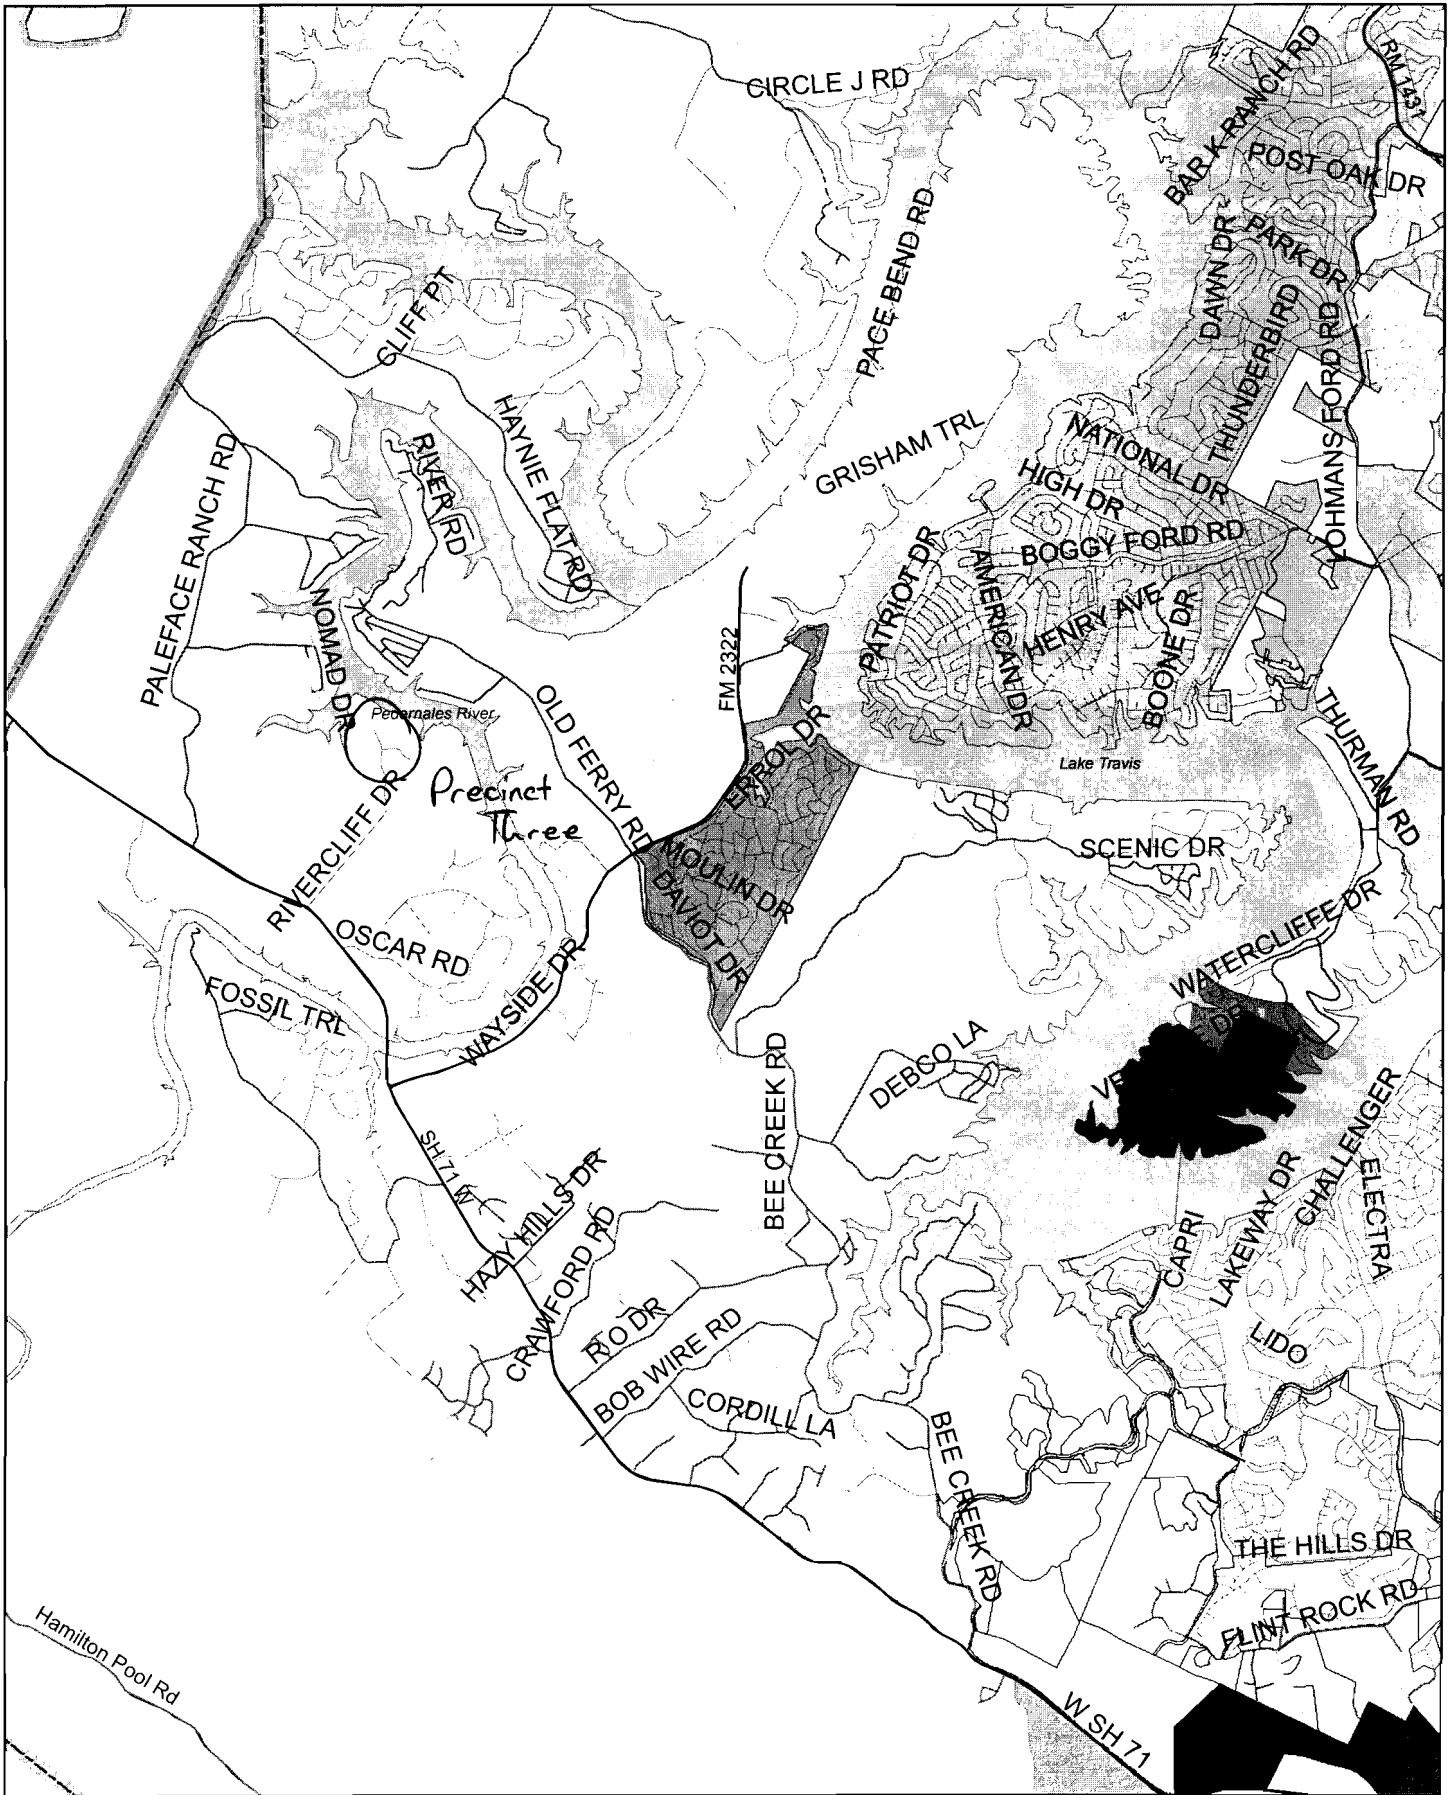 CIRCLE J RD
BAR K RANCH RD
RM 1431
POST OAK DR
PARK DR
DAWN DR
PACE BEND RD
CLIFF PT
THUNDERBIRD
LOHMANS FORD RD
HAYNIE FLAT RD
RIVER RD
PALEFACE RANCH RD
GRISHAM TRL
NATIONAL DR
HIGH DR
BOGGY FORD RD
PATRIOT DR
AMERICAN DR
HENRY AVE
BOONE DR
NOMAD DR
FM 2322
Pedernales River
OLD FERRY RD
ERROL DR
Lake Travis
THURMAN RD
Precinct
Three
RIVERCLIFF DR
MOULIN DR
DAVIOT DR
SCENIC DR
OSCAR RD
WATERCLIFFE DR
FOSSIL TRL
WAYSIDE DR
DEBCO LA
BEE CREEK RD
SH 71 W
CHALLENGER
ELECTRA
LAKEWAY DR
CAPRI
HAZY HILLS DR
CRAWFORD RD
RIO DR
BOB WIRE RD
LIDO
CORDILL LA
BEE CREEK RD
THE HILLS DR
FLINT ROCK RD
Hamilton Pool Rd
W SH 71